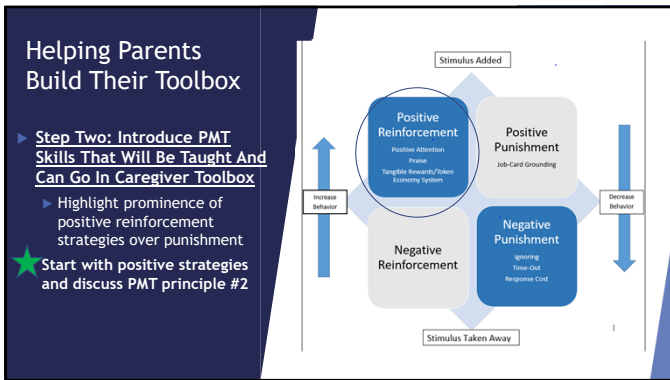 Helping Parents
Build Their Toolbox
Step Two: Introduce PMT
Skills That Will Be Taught And
Can Go In Caregiver Toolbox
Highlight prominence of
positive reinforcement
strategies over punishment
Start with positive strategies
and discuss PMT principle #2
Stimulus Added
Positive
Reinforcement
Positive Attention
Praise
Tangible Rewards/Token
Economy System
Positive
Punishment
Job-Card Grounding
Increase
Behavior
Decrease
Behavior
Negative
Reinforcement
Negative
Punishment
Ignoring
Time-Out
Response Cost
Stimulus Taken Away